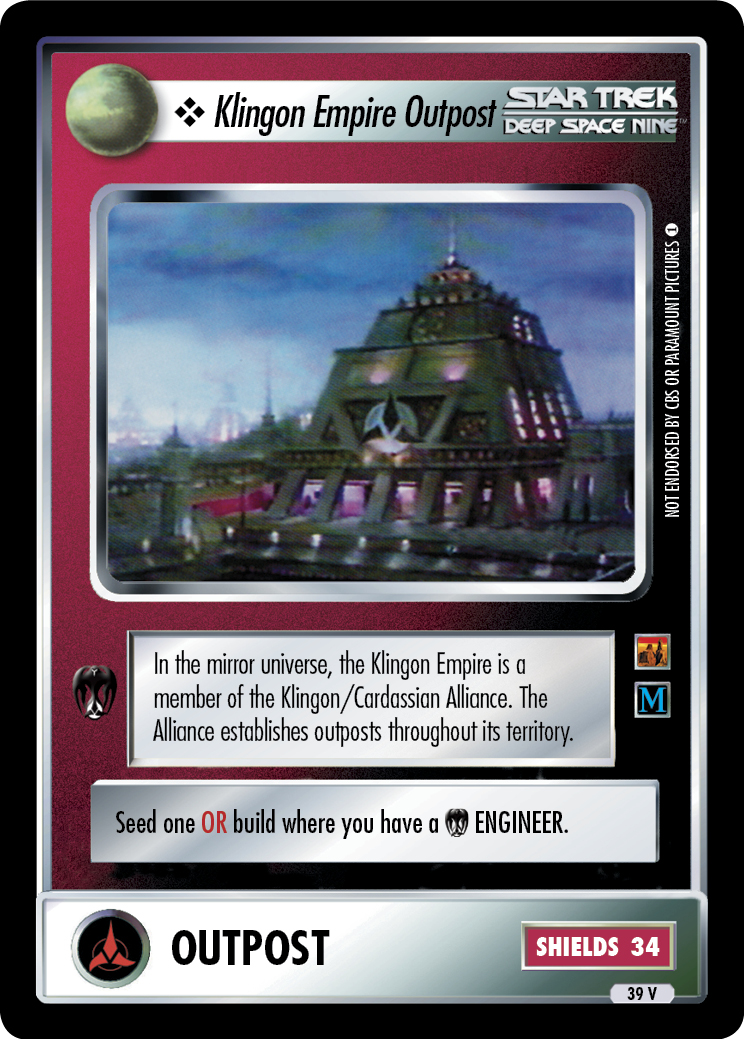 ❖ Klingon Empire Outpost
STAR TREK
DEEP SPACE NINE™
NOT ENDORSED BY CBS OR PARAMOUNT PICTURES 1
In the mirror universe, the Klingon Empire is a
member of the Klingon/Cardassian Alliance. The
Alliance establishes outposts throughout its territory.
M
Seed one OR build where you have a ENGINEER.
OUTPOST
SHIELDS 34
39 V